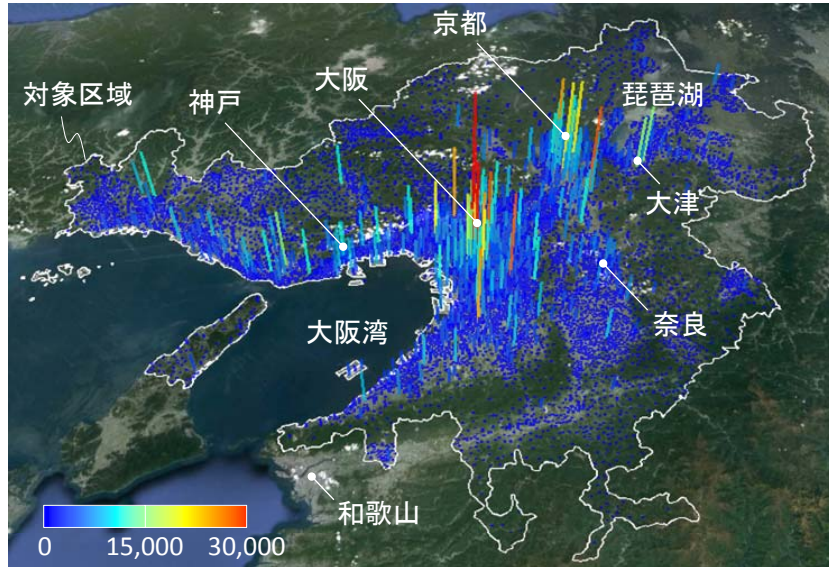 京都
大阪
琵琶湖
対象区域
神戸
大津
奈良
大阪湾
和歌山
0 15,000 30,000